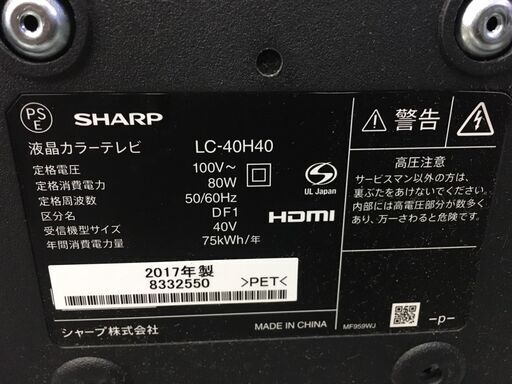 PS
E
SHARP
液晶カラーテレビ LC-40H40
定格電圧 100V～
定格消費電力 80W
定格周波数 50/60Hz
区分名 DF1
受信機型サイズ 40V
年間消費電力量 75kWh/年
UL Japan
HDMI
2017年製
8332550
>PET<
シャープ株式会社
MADE IN CHINA
警告
高圧注意
サービスマン以外の方は、
裏ぶたをあけないでください。
内部には高電圧部分が数多く
あり、万一さわると危険です。
MF959WJ
-p-